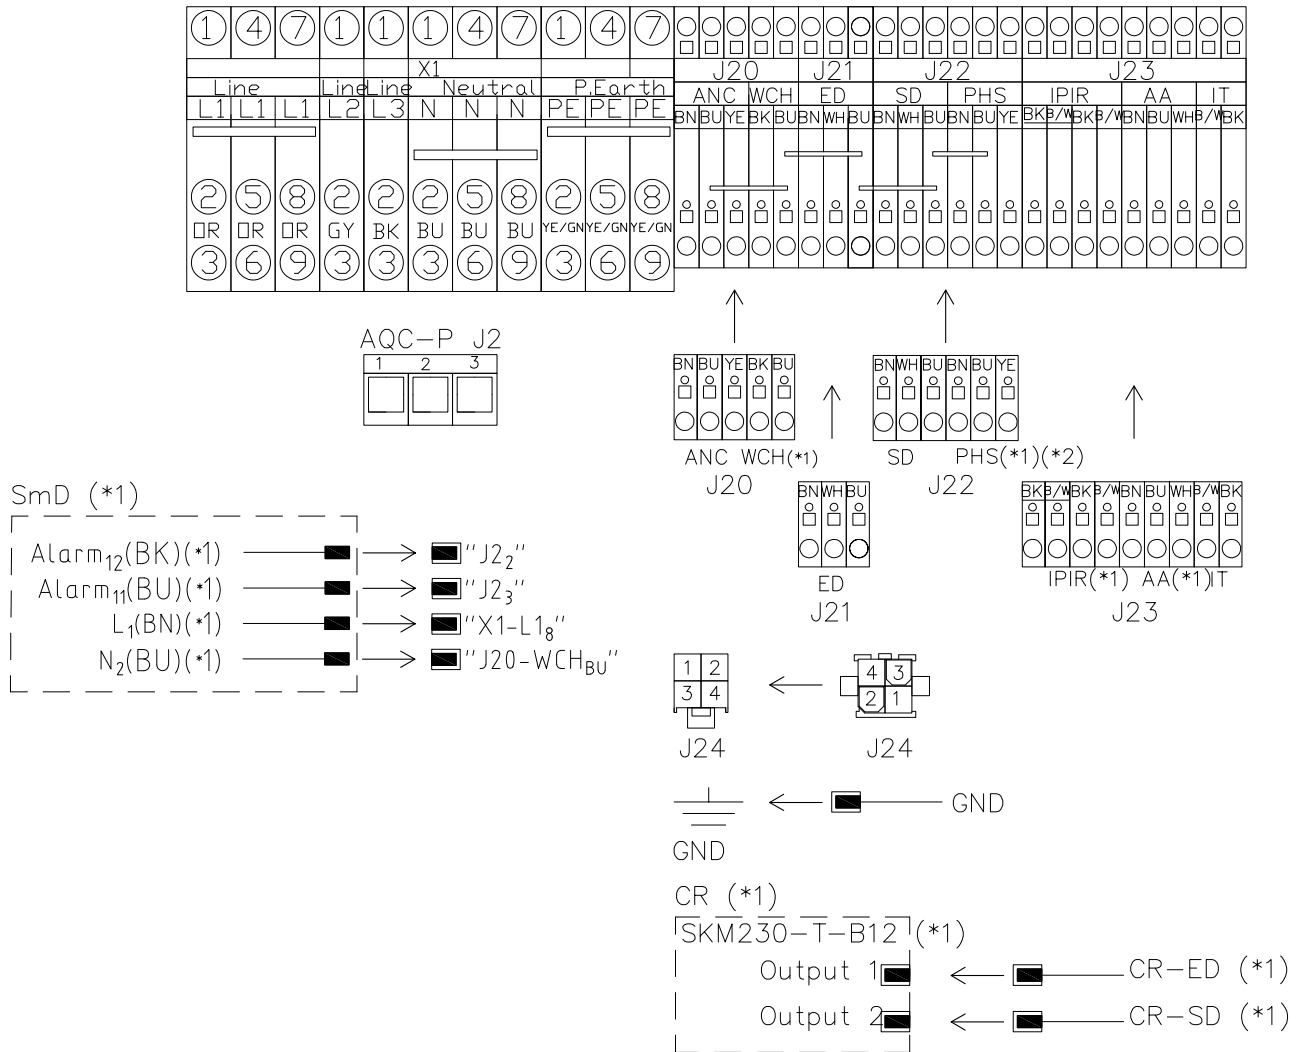 1 4 7 1 1 1 4 7 1 4 7
X1 J20 J21 J22 J23
Line Line Line Neutral P.Earth ANC WCH ED SD PHS IPIR AA IT
L1 L1 L1 L2 L3 N N N PE PE PE BN BU YE BK BU BN WH BU BN WH BU BN BU YE BK B/W BK B/W BN BU WH B/W BK
2 5 8 2 2 2 5 8 2 5 8
OR OR OR GY BK BU BU BU YE/GN YE/GN YE/GN
3 6 9 3 3 3 6 9 3 6 9
AQC-P J2
1 2 3
BN BU YE BK BU
ANC WCH(*1)
J20
BN WH BU BN BU YE
SD PHS(*1)(*2)
J22
BN WH BU
ED
J21
BK B/W BK B/W BN BU WH B/W BK
IPIR(*1) AA(*1) IT
J23
SmD (*1)
Alarm12(BK)(*1) "J22"
Alarm11(BU)(*1) "J23"
L1(BN)(*1) "X1-L18"
N2(BU)(*1) "J20-WCHBU"
1 2
3 4
J24
4 3
2 1
J24
GND
GND
CR (*1)
SKM230-T-B12 (*1)
Output 1 CR-ED (*1)
Output 2 CR-SD (*1)